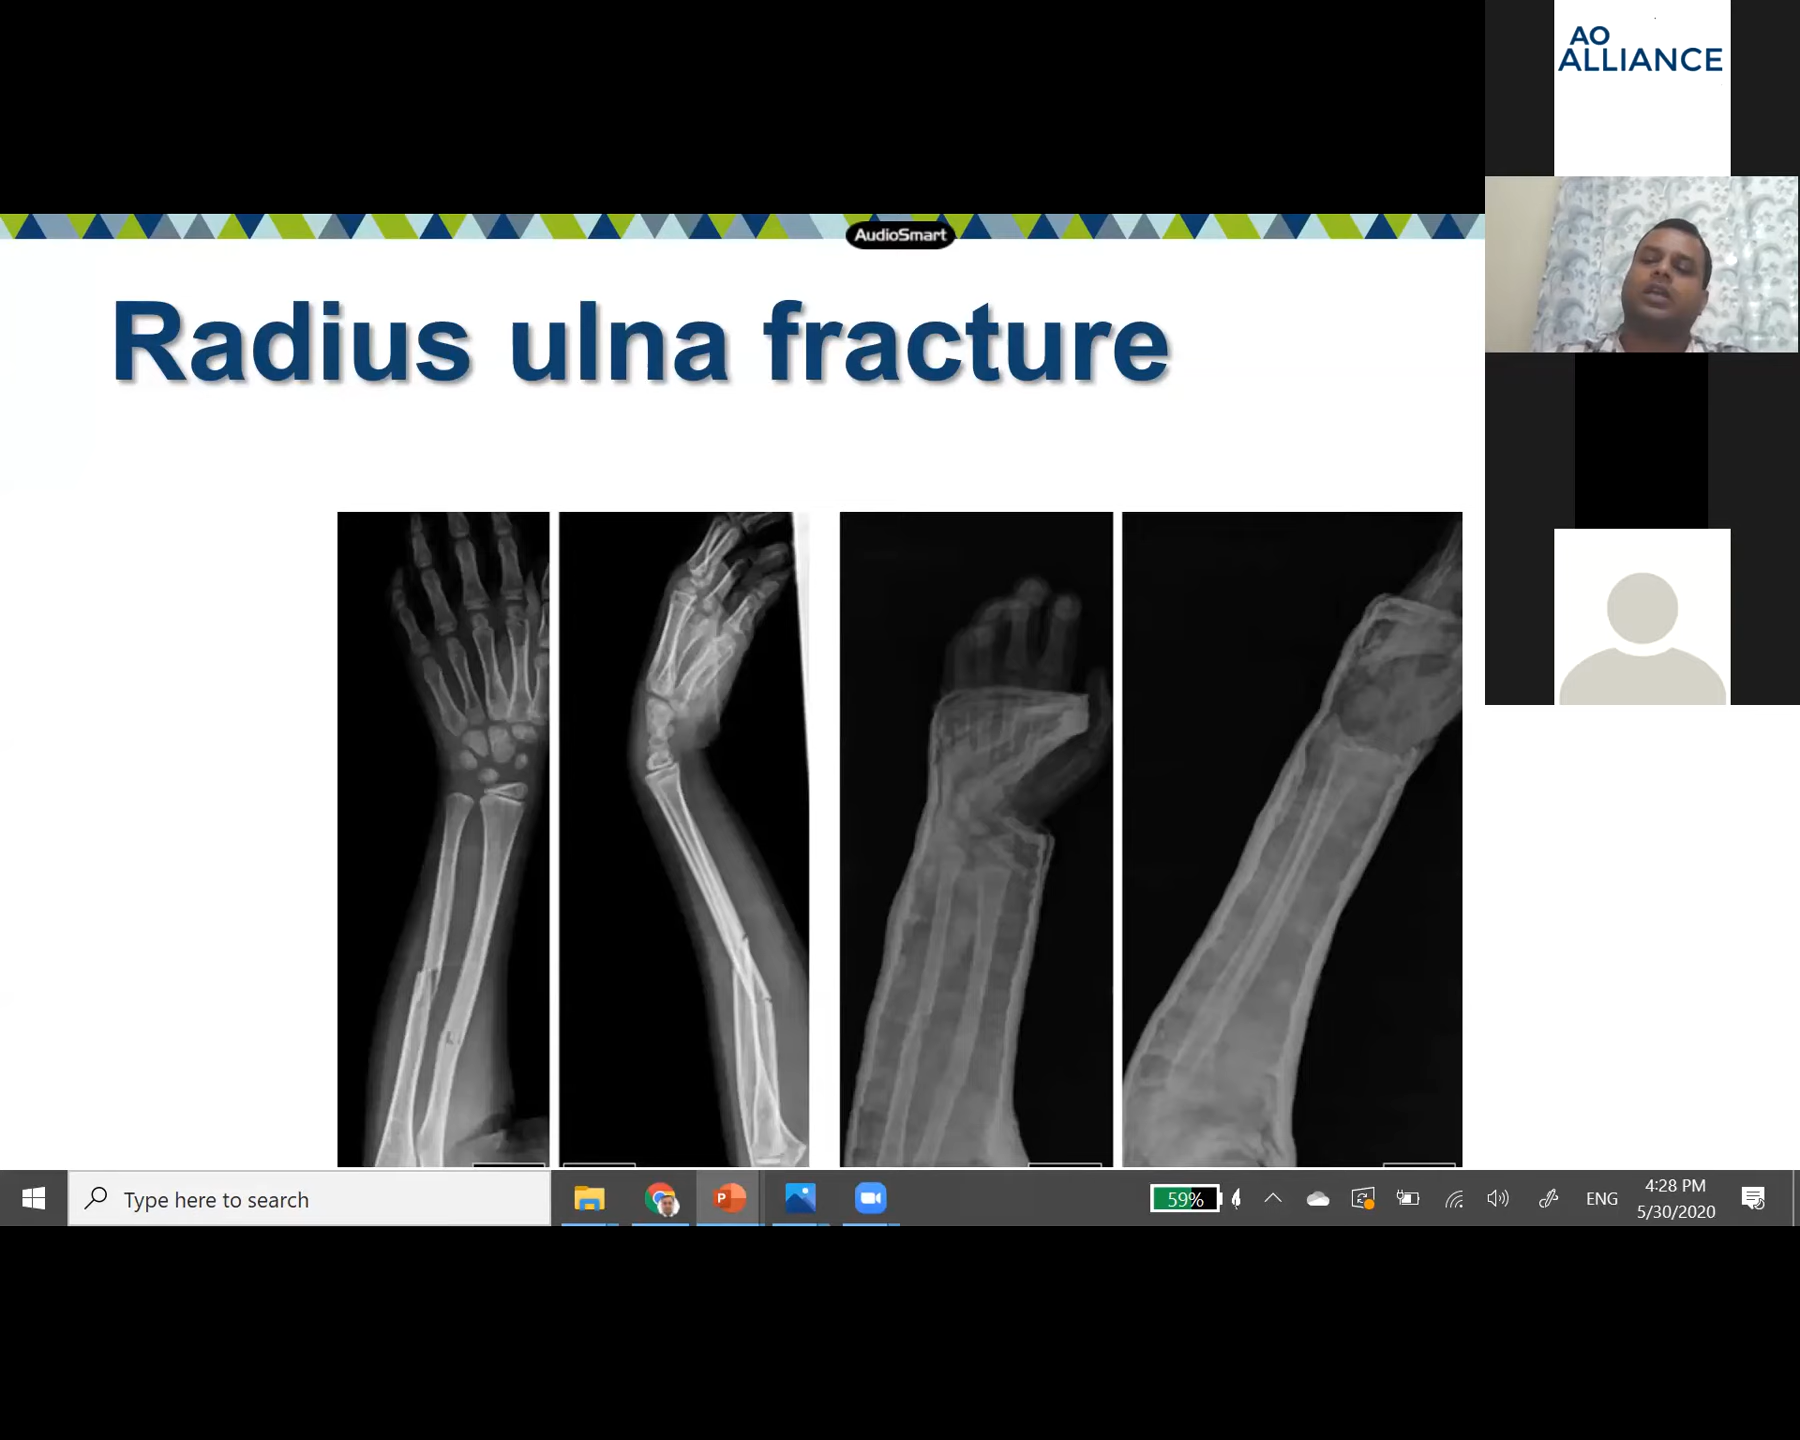 AO
ALLIANCE
AudioSmart
Radius ulna fracture
L
Type here to search
P
59%
ENG
4:28 PM
5/30/2020